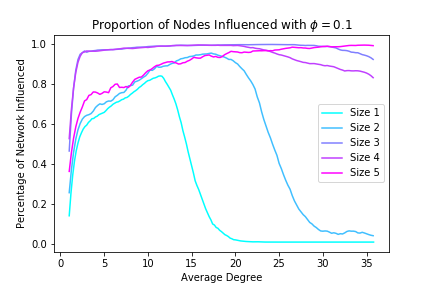 Proportion of Nodes Influenced with ϕ = 0.1
Percentage of Network Influenced
1.0
0.8
0.6
0.4
0.2
0.0
Size 1
Size 2
Size 3
Size 4
Size 5
0 5 10 15 20 25 30 35
Average Degree